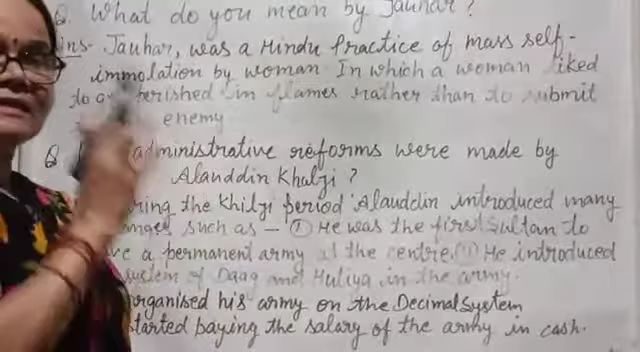 Q. What do you mean by Jauhar?
Ans- Jauhar, was a Hindu Practice of mass self-
immolation by woman In which a woman liked
to perished in flames rather than to submit
enemy
Q administrative reforms were made by
Alauddin Khalji?
the Khilji period Alauddin introduced many
such as - ① He was the first Sultan to
a permanent army at the centre. He introduced
system of Daag and Huliya in the army.
organised his army on the Decimal System
started paying the salary of the army in cash.